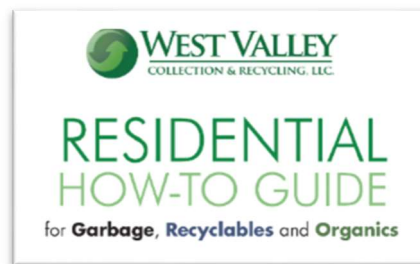 WEST VALLEY
COLLECTION & RECYCLING, LLC.
RESIDENTIAL
HOW-TO GUIDE
for Garbage, Recyclables and Organics